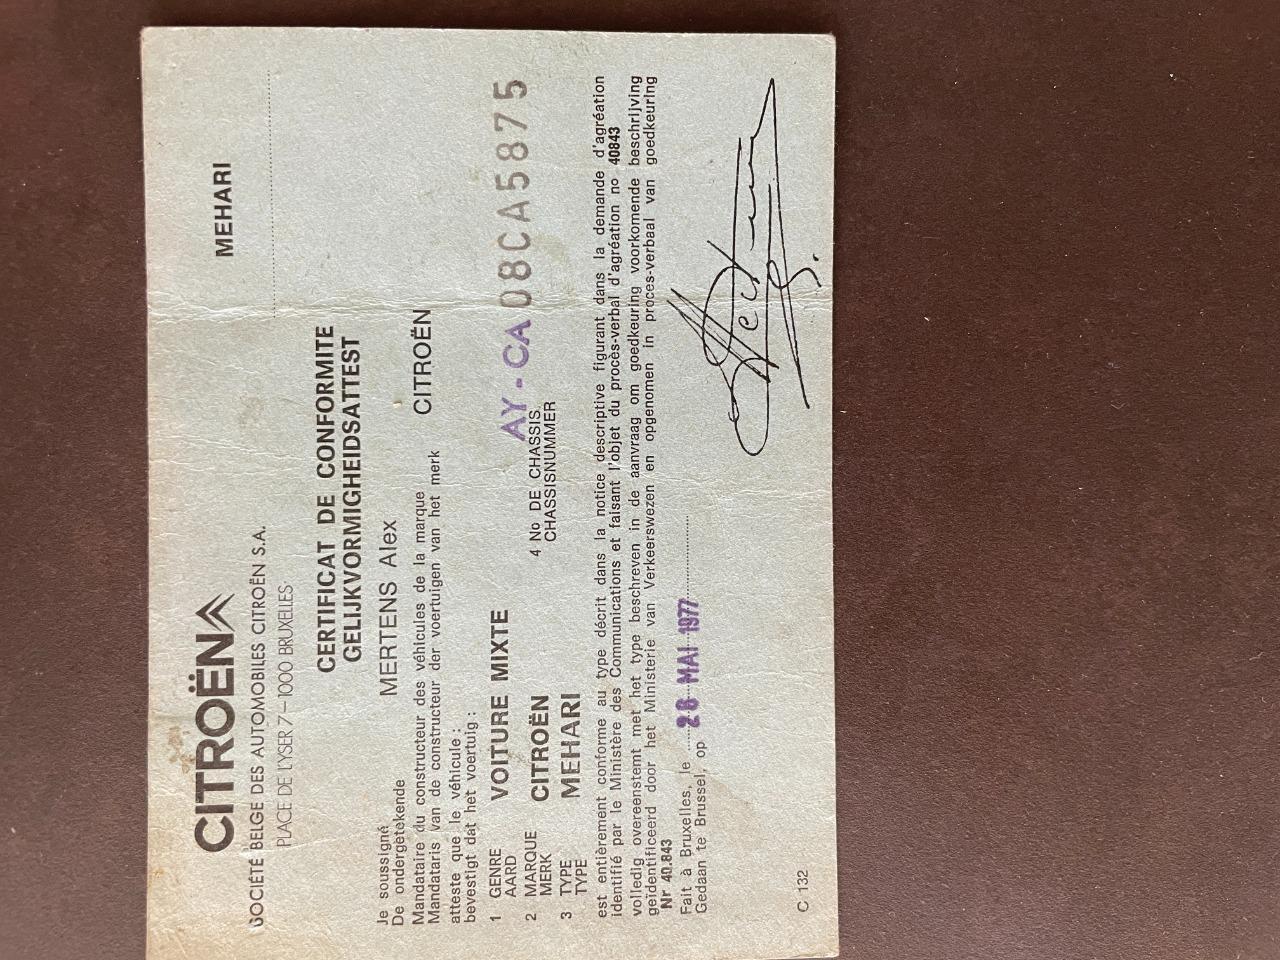 CITROËN
MEHARI
SOCIÉTÉ BELGE DES AUTOMOBILES CITROËN S.A.
PLACE DE L'YSER 7-1000 BRUXELLES
CERTIFICAT DE CONFORMITE
GELIJKVORMIGHEIDSATTEST
Je soussigné
De ondergetekende
MERTENS Alex
Mandataire du constructeur des véhicules de la marque
Mandataris van de constructeur der voertuigen van het merk
CITROËN
atteste que le véhicule :
bevestigt dat het voertuig :
1 GENRE
AARD
VOITURE MIXTE
2 MARQUE
MERK
CITROËN
3 TYPE
TYPE
MEHARI
4 No DE CHASSIS
CHASSISNUMMER
AY-CA 08CA5875
est entièrement conforme au type décrit dans la notice descriptive figurant dans la demande d'agréation
identifié par le Ministère des Communications et faisant l'objet du procès-verbal d'agréation no 40843
volledig overeenstemt met het type beschreven in de aanvraag om goedkeuring voorkomende beschrijving
geïdentificeerd door het Ministerie van Verkeerswezen en opgenomen in proces-verbaal van goedkeuring
Nr 40.843
Fait à Bruxelles, le
Gedaan te Brussel, op
26 MAI 1977
C 132